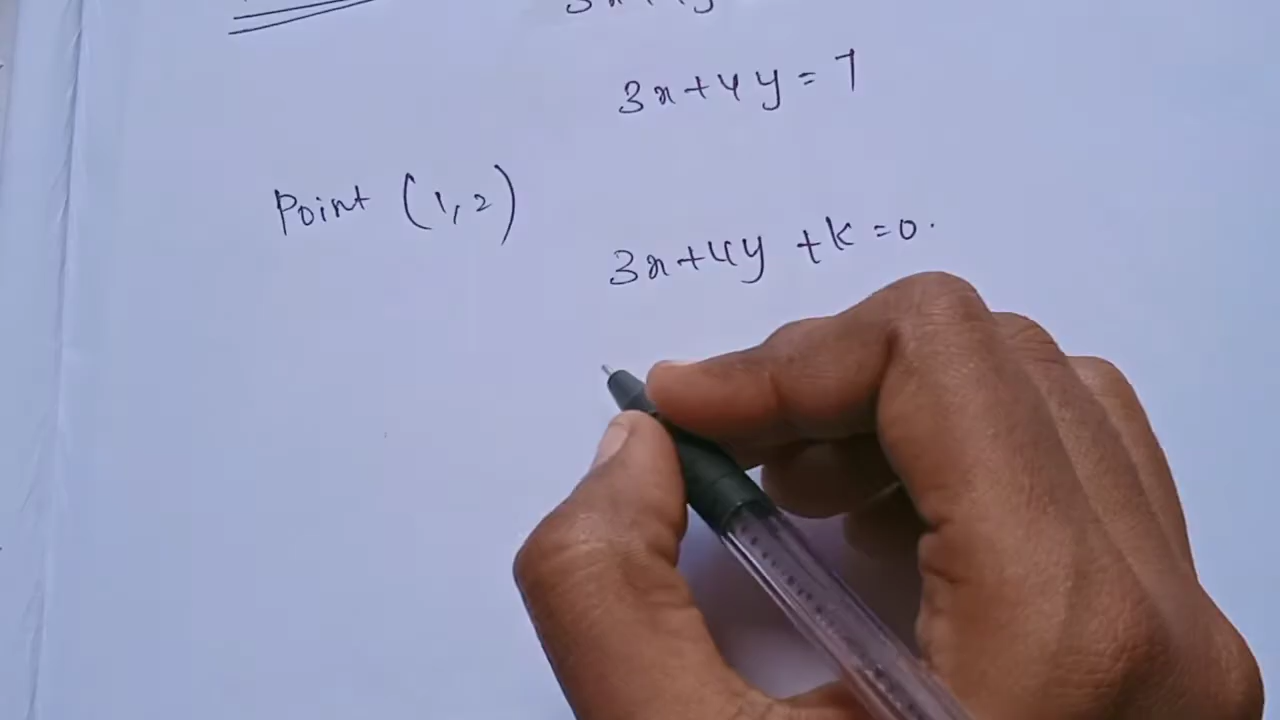 3x+4y=7
Point (1,2)
3x+4y +k=0.